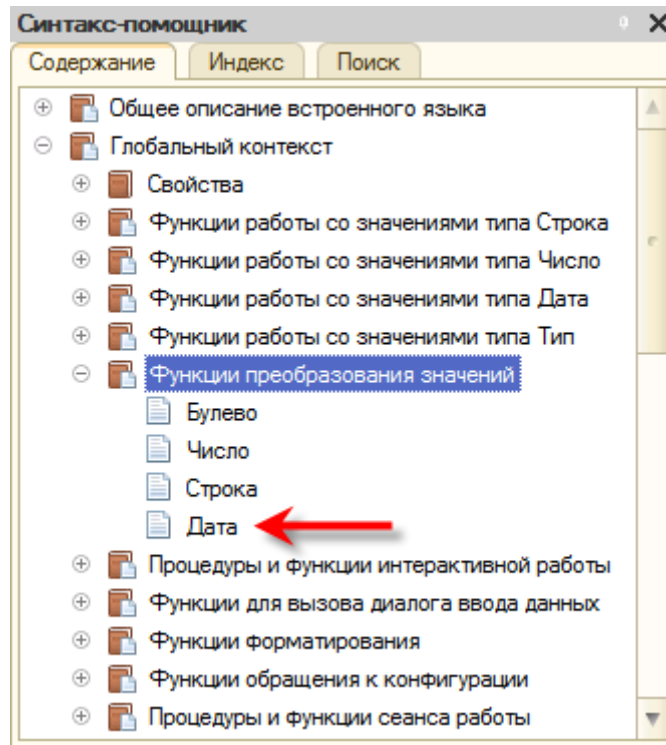 Синтакс-помощник
Содержание Индекс Поиск
Общее описание встроенного языка
Глобальный контекст
Свойства
Функции работы со значениями типа Строка
Функции работы со значениями типа Число
Функции работы со значениями типа Дата
Функции работы со значениями типа Тип
Функции преобразования значений
Булево
Число
Строка
Дата
Процедуры и функции интерактивной работы
Функции для вызова диалога ввода данных
Функции форматирования
Функции обращения к конфигурации
Процедуры и функции сеанса работы